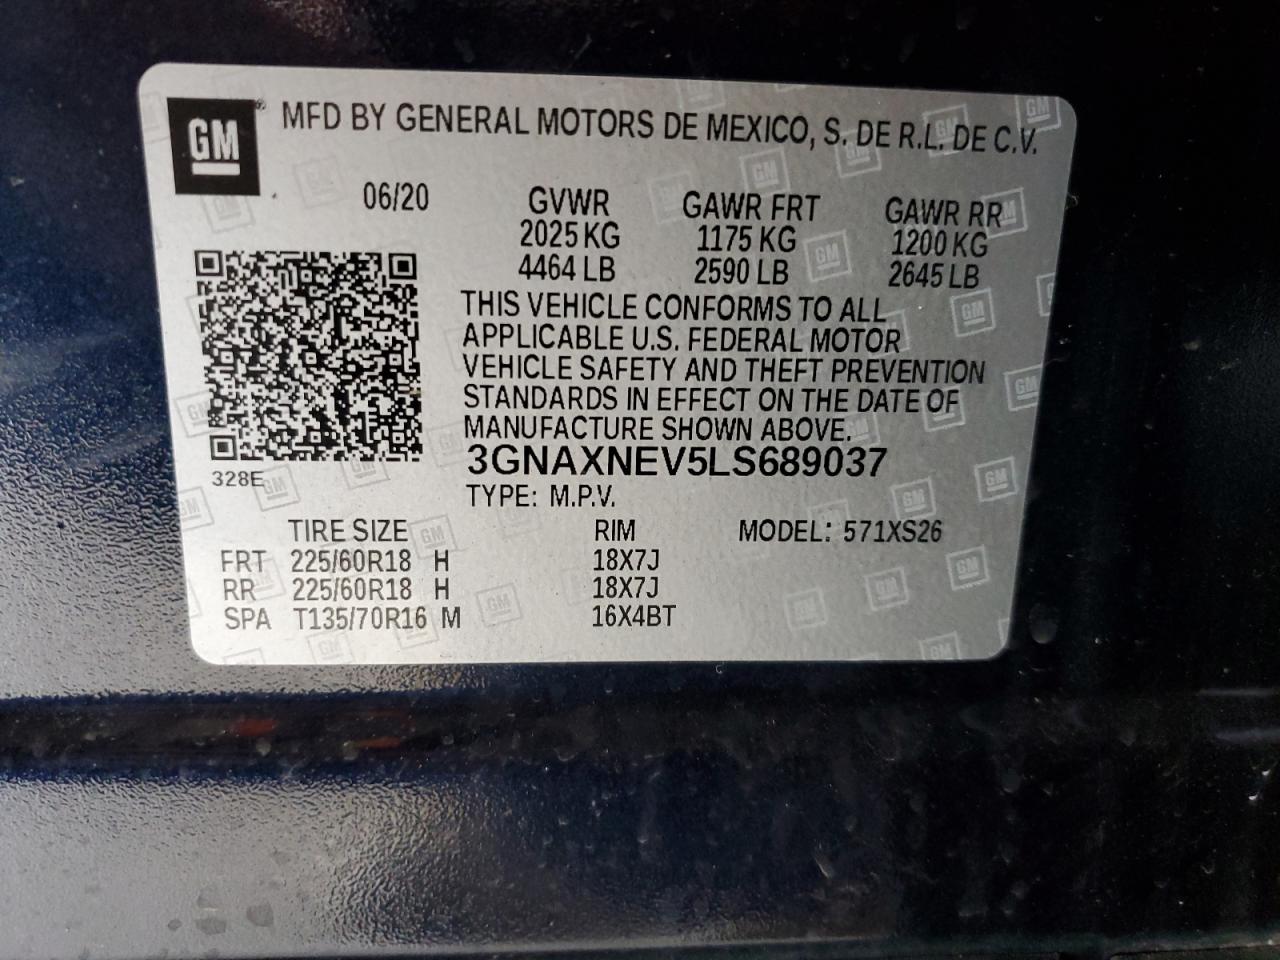 GM ® MFD BY GENERAL MOTORS DE MEXICO, S. DE R.L. DE C.V.
06/20 GVWR GAWR FRT GAWR RR
2025 KG 1175 KG 1200 KG
4464 LB 2590 LB 2645 LB
THIS VEHICLE CONFORMS TO ALL
APPLICABLE U.S. FEDERAL MOTOR
VEHICLE SAFETY AND THEFT PREVENTION
STANDARDS IN EFFECT ON THE DATE OF
MANUFACTURE SHOWN ABOVE.
3GNAXNEV5LS689037
328E
TYPE: M.P.V.
TIRE SIZE RIM MODEL: 571XS26
FRT 225/60R18 H 18X7J
RR 225/60R18 H 18X7J
SPA T135/70R16 M 16X4BT